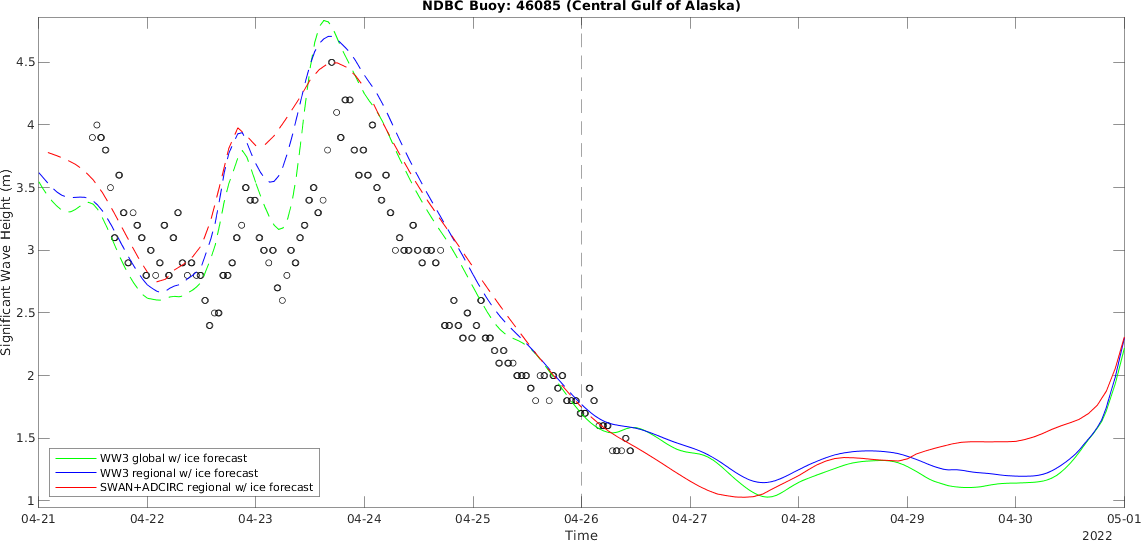 NDBC Buoy: 46085 (Central Gulf of Alaska)
Significant Wave Height (m)
4.5
4
3.5
3
2.5
2
1.5
1
WW3 global w/ ice forecast
WW3 regional w/ ice forecast
SWAN+ADCIRC regional w/ ice forecast
04-21 04-22 04-23 04-24 04-25 04-26 04-27 04-28 04-29 04-30 05-01
Time
2022